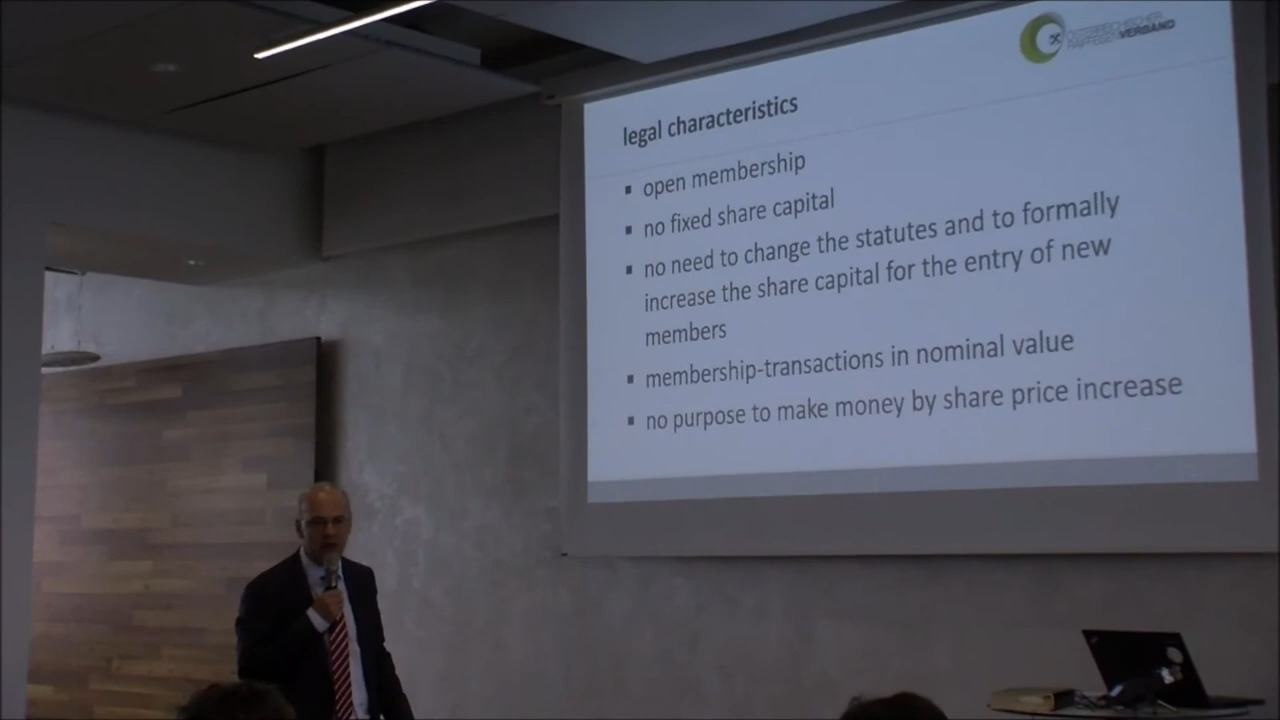 ÖSTERREICHISCHER
RAIFFEISENVERBAND
legal characteristics
▪ open membership
▪ no fixed share capital
▪ no need to change the statutes and to formally
increase the share capital for the entry of new
members
▪ membership-transactions in nominal value
▪ no purpose to make money by share price increase